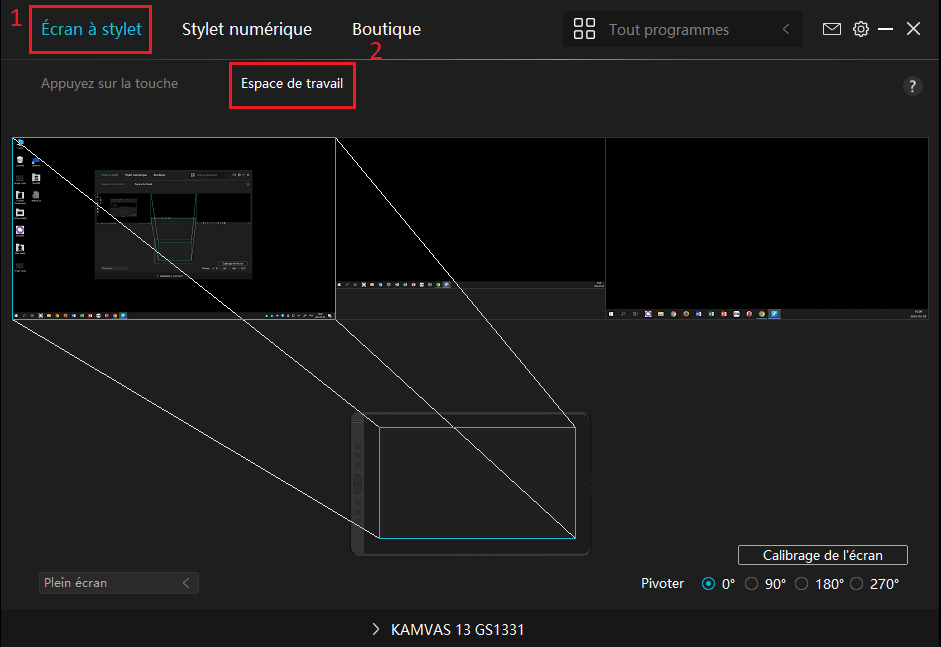 1
Écran à stylet
Stylet numérique
Boutique
Tout programmes
2
Appuyez sur la touche
Espace de travail
?
Calibrage de l'écran
Plein écran
Pivoter
0°
90°
180°
270°
KAMVAS 13 GS1331